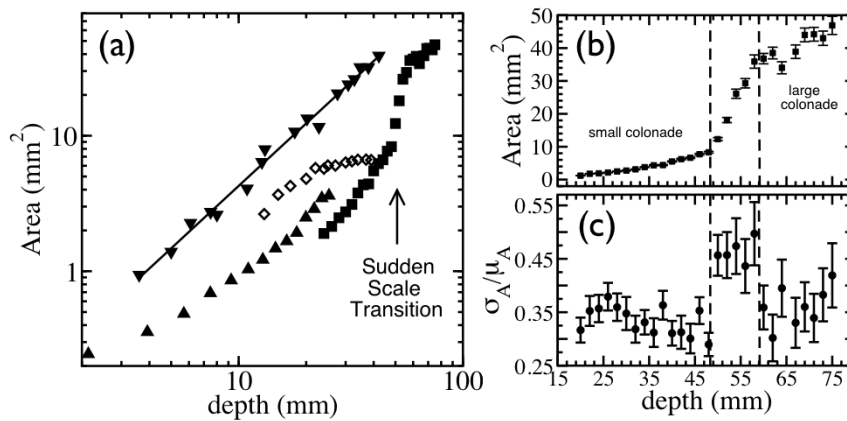 (a)
Area (mm²)
10
1
Sudden
Scale
Transition
10
100
depth (mm)
(b)
Area (mm²)
50
40
30
20
10
0
small colonade
large
colonade
(c)
σA/μA
0.45
0.35
0.25
15
25
35
45
55
65
75
depth (mm)